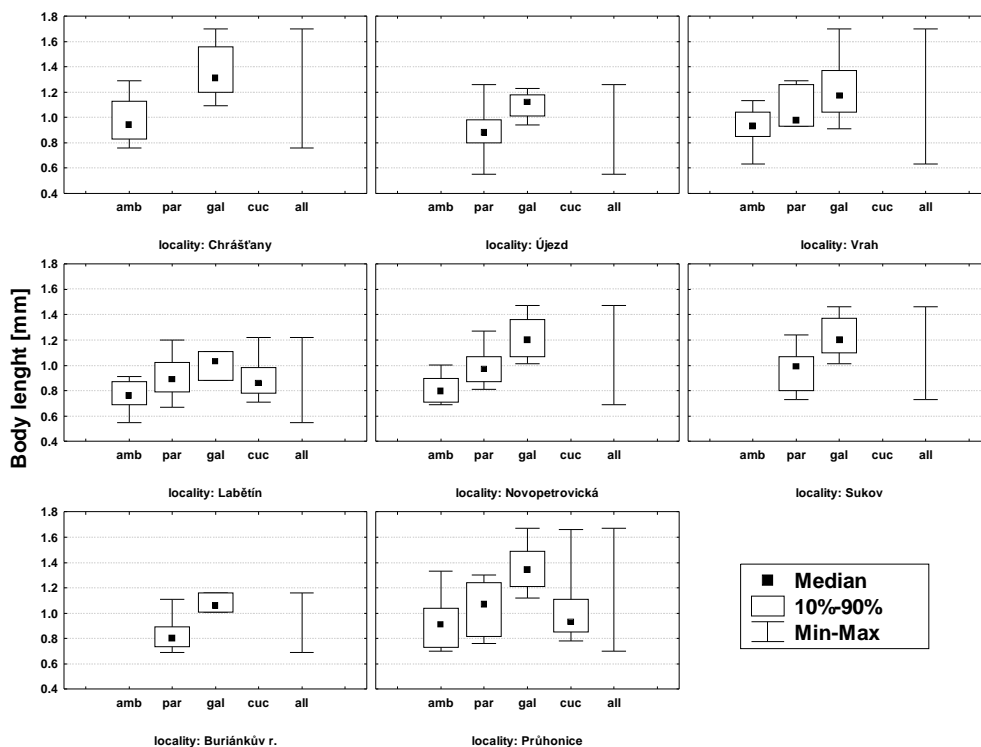 1.8
1.6
1.4
1.2
1.0
0.8
0.6
0.4
amb par gal cuc all
locality: Chrášťany
amb par gal cuc all
locality: Újezd
amb par gal cuc all
locality: Vrah
Body lenght [mm]
1.8
1.6
1.4
1.2
1.0
0.8
0.6
0.4
amb par gal cuc all
locality: Labětín
amb par gal cuc all
locality: Novopetrovická
amb par gal cuc all
locality: Sukov
1.8
1.6
1.4
1.2
1.0
0.8
0.6
0.4
amb par gal cuc all
locality: Buriánkův r.
amb par gal cuc all
locality: Průhonice
Median
10%-90%
Min-Max